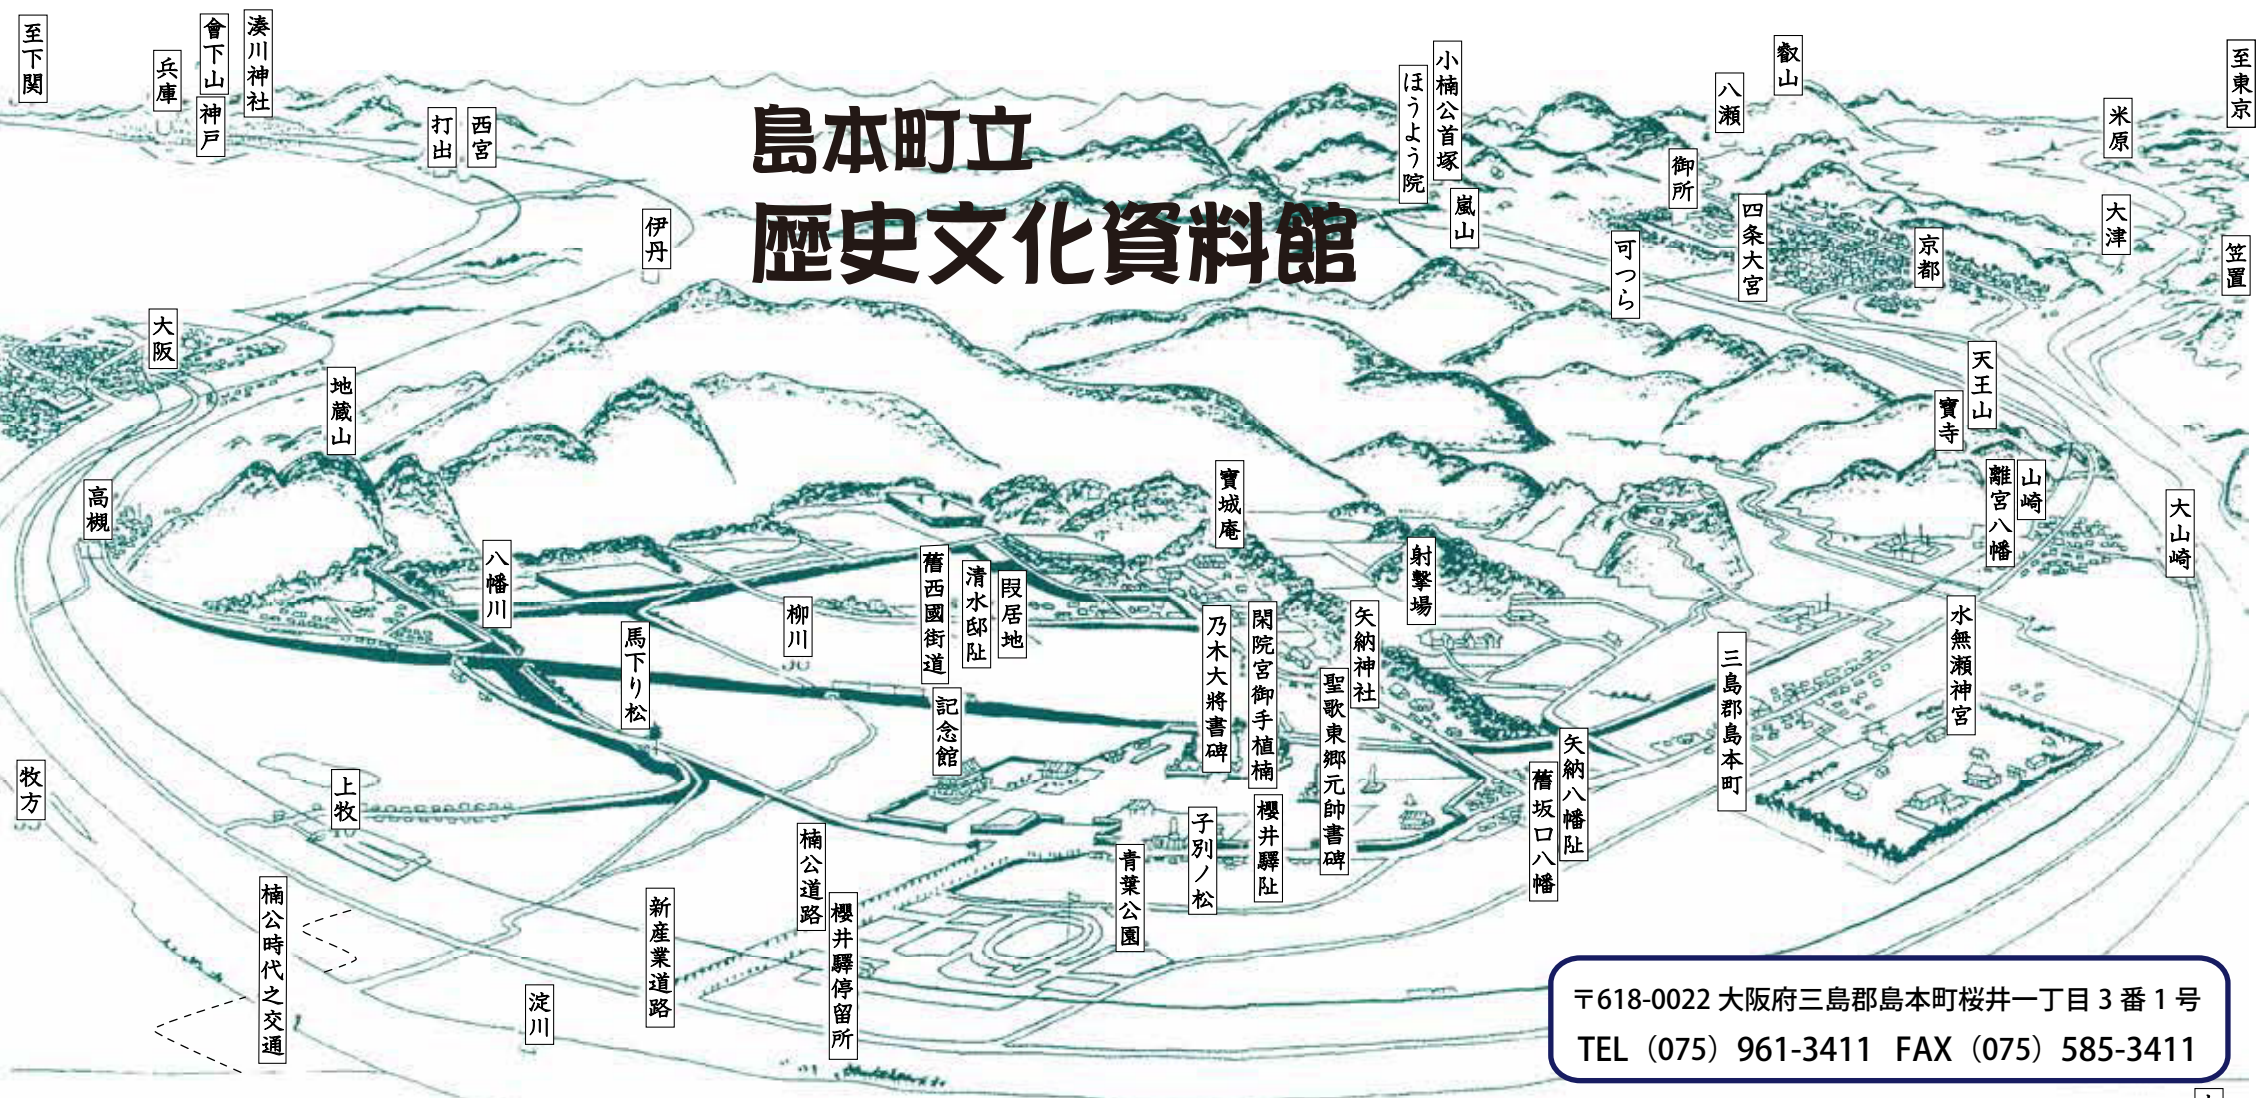 島本町立
歴史文化資料館
至下関
兵庫
會下山
神戸
湊川神社
打出
西宮
伊丹
ほうよう院
小楠公首塚
嵐山
御所
八瀬
叡山
可つら
四条大宮
京都
米原
大津
至東京
笠置
大阪
地蔵山
高槻
天王山
寶寺
離宮八幡
山崎
大山崎
八幡川
馬下り松
柳川
舊西國街道
清水邸址
叚居地
記念館
寶城庵
乃木大將書碑
閑院宮御手植楠
矢納神社
聖歌東郷元帥書碑
射撃場
三島郡島本町
水無瀬神宮
矢納八幡址
舊坂口八幡
牧方
上牧
楠公道路
櫻井驛停留所
青葉公園
子別ノ松
櫻井驛址
楠公時代之交通
淀川
新産業道路
〒618-0022 大阪府三島郡島本町桜井一丁目 3 番 1 号
TEL（075）961-3411 FAX（075）585-3411